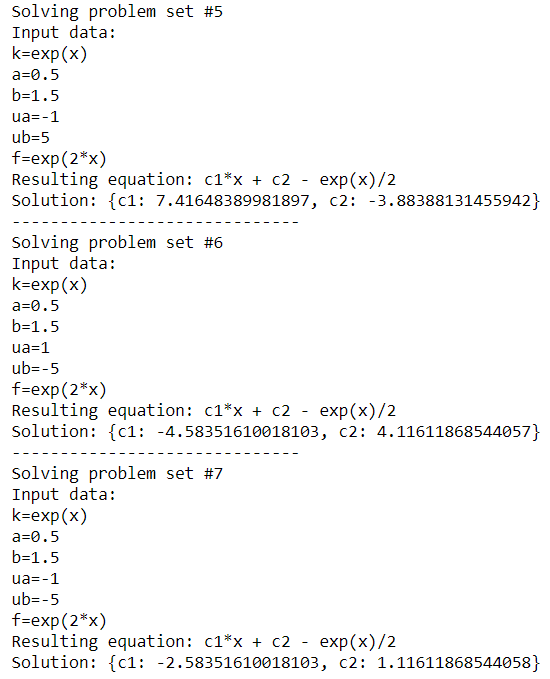 Solving problem set #5
Input data:
k=exp(x)
a=0.5
b=1.5
ua=-1
ub=5
f=exp(2*x)
Resulting equation: c1*x + c2 - exp(x)/2
Solution: {c1: 7.41648389981897, c2: -3.88388131455942}
------------------------------
Solving problem set #6
Input data:
k=exp(x)
a=0.5
b=1.5
ua=1
ub=-5
f=exp(2*x)
Resulting equation: c1*x + c2 - exp(x)/2
Solution: {c1: -4.58351610018103, c2: 4.11611868544057}
------------------------------
Solving problem set #7
Input data:
k=exp(x)
a=0.5
b=1.5
ua=-1
ub=-5
f=exp(2*x)
Resulting equation: c1*x + c2 - exp(x)/2
Solution: {c1: -2.58351610018103, c2: 1.11611868544058}